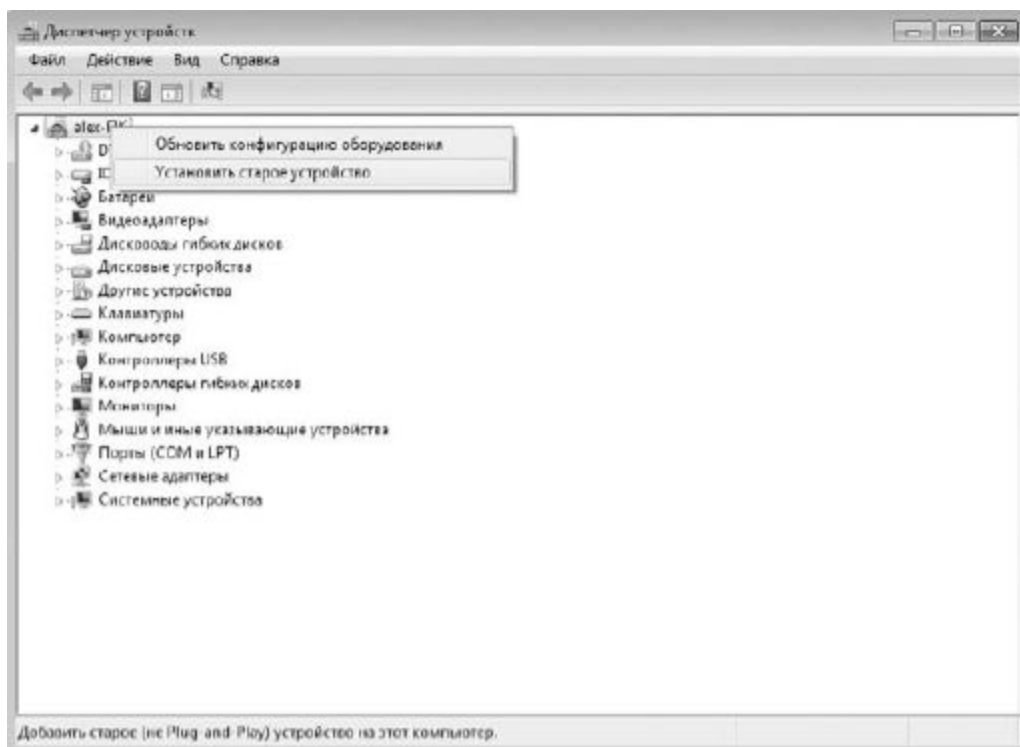 Диспетчер устройств
Файл Действие Вид Справка
alex-ПК
Обновить конфигурацию оборудования
Установить старое устройство
Батареи
Видеоадаптеры
Дисководы гибких дисков
Дисковые устройства
Другие устройства
Клавиатуры
Компьютер
Контроллеры USB
Контроллеры гибких дисков
Мониторы
Мыши и иные указывающие устройства
Порты (COM и LPT)
Сетевые адаптеры
Системные устройства
Добавить старое (не Plug-and-Play) устройство на этот компьютер.